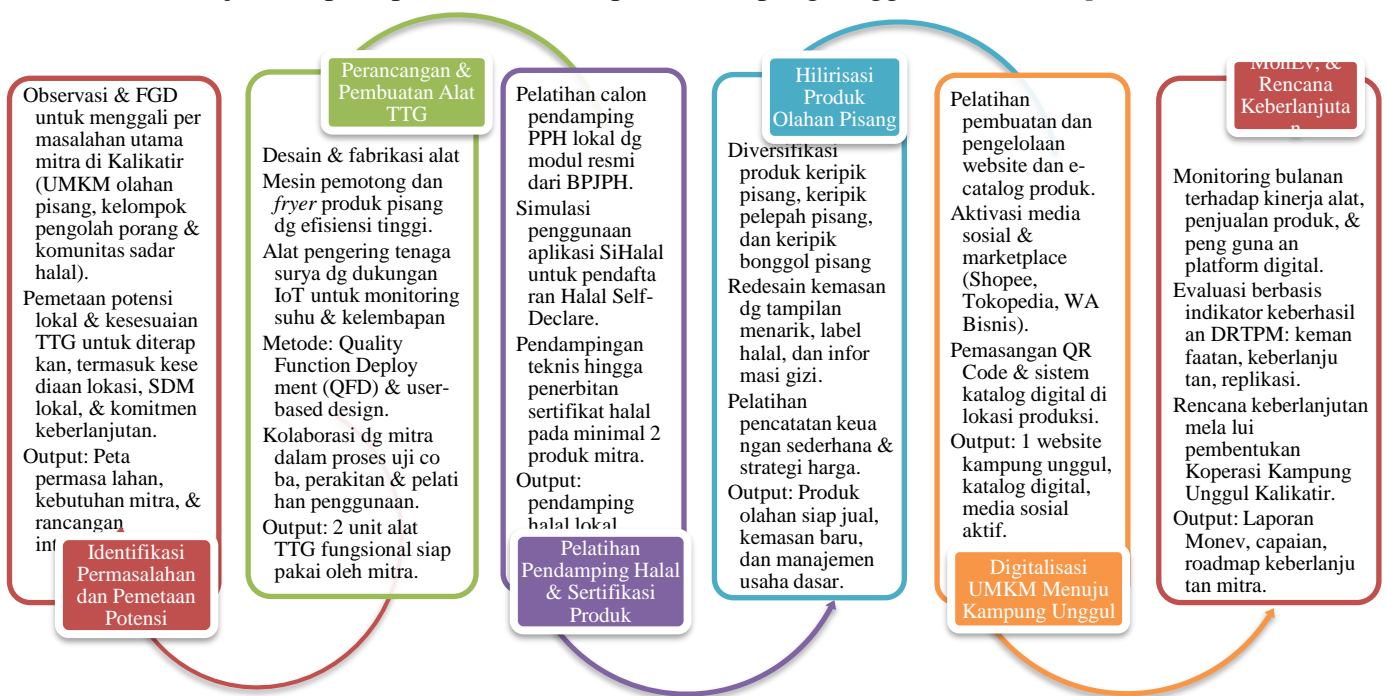 Observasi & FGD
untuk menggali per
masalahan utama
mitra di Kalikatir
(UMKM olahan
pisang, kelompok
pengolah porang &
komunitas sadar
halal).
Pemetaan potensi
lokal & kesesuaian
TTG untuk diterap
kan, termasuk kese
diaan lokasi, SDM
lokal, & komitmen
keberlanjutan.
Output: Peta
permasa lahan,
kebutuhan mitra, &
rancangan
Identifikasi
Permasalahan
dan Pemetaan
Potensi
Perancangan &
Pembuatan Alat
TTG
Desain & fabrikasi alat
Mesin pemotong dan
fryer produk pisang
dg efisiensi tinggi.
Alat pengering tenaga
surya dg dukungan
IoT untuk monitoring
suhu & kelembapan
Metode: Quality
Function Deploy
ment (QFD) & user-
based design.
Kolaborasi dg mitra
dalam proses uji co
ba, perakitan & pelati
han penggunaan.
Output: 2 unit alat
TTG fungsional siap
pakai oleh mitra.
Pelatihan calon
pendamping
PPH lokal dg
modul resmi
dari BPJPH.
Simulasi
penggunaan
aplikasi SiHalal
untuk pendafta
ran Halal Self-
Declare.
Pendampingan
teknis hingga
penerbitan
sertifikat halal
pada minimal 2
produk mitra.
Output:
pendamping
halal lokal
Pelatihan
Pendamping Halal
& Sertifikasi
Produk
Hilirisasi
Produk
Olahan Pisang
Diversifikasi
produk keripik
pisang, keripik
pelepah pisang,
dan keripik
bonggol pisang
Redesain kemasan
dg tampilan
menarik, label
halal, dan infor
masi gizi.
Pelatihan
pencatatan keua
ngan sederhana &
strategi harga.
Output: Produk
olahan siap jual,
kemasan baru,
dan manajemen
usaha dasar.
Pelatihan
pembuatan dan
pengelolaan
website dan e-
catalog produk.
Aktivasi media
sosial &
marketplace
(Shopee,
Tokopedia, WA
Bisnis).
Pemasangan QR
Code & sistem
katalog digital di
lokasi produksi.
Output: 1 website
kampung unggul,
katalog digital,
media sosial
aktif.
Digitalisasi
UMKM Menuju
Kampung Unggul
MonEv, &
Rencana
Keberlanjuta
n
Monitoring bulanan
terhadap kinerja alat,
penjualan produk, &
peng guna an
platform digital.
Evaluasi berbasis
indikator keberhasil
an DRTPM: keman
faatan, keberlanju
tan, replikasi.
Rencana keberlanjutan
mela lui
pembentukan
Koperasi Kampung
Unggul Kalikatir.
Output: Laporan
Monev, capaian,
roadmap keberlanju
tan mitra.